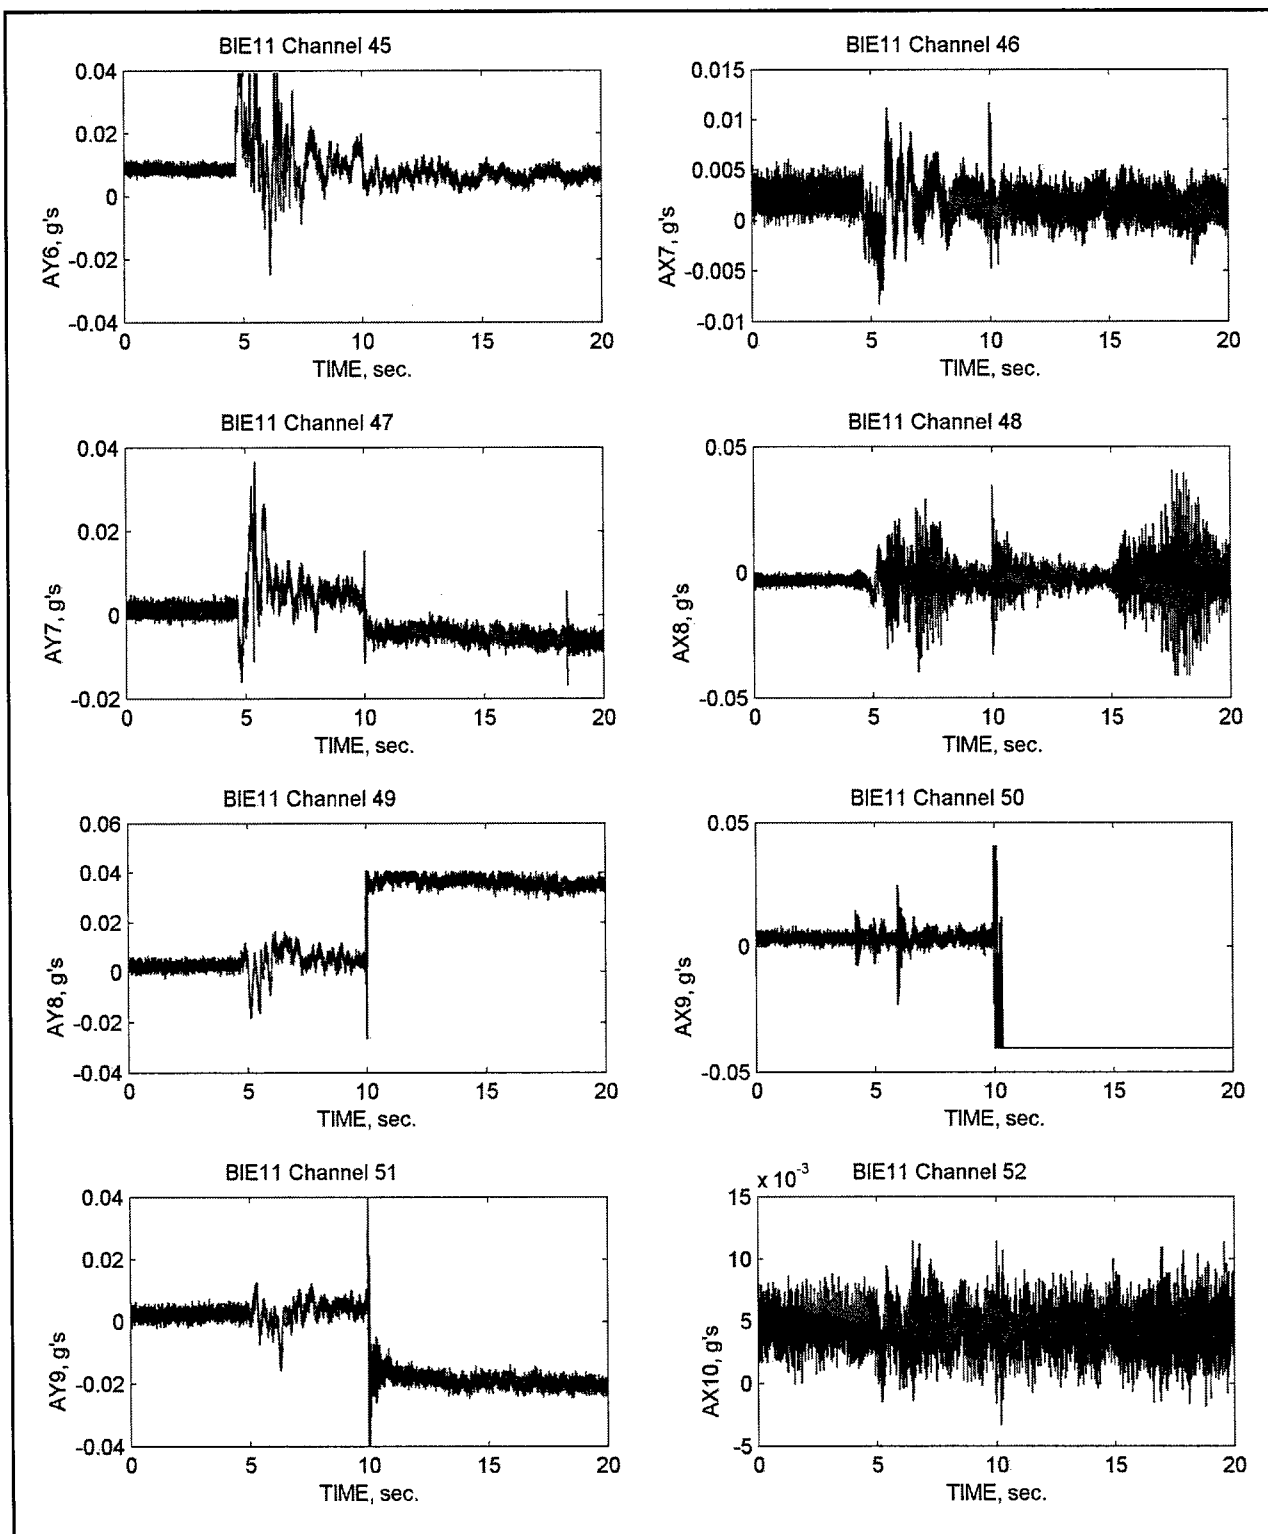 BIE11 Channel 45
0.04
0.02
0
-0.02
-0.04
AY6, g's
0 5 10 15 20
TIME, sec.
BIE11 Channel 46
0.015
0.01
0.005
0
-0.005
-0.01
AX7, g's
0 5 10 15 20
TIME, sec.
BIE11 Channel 47
0.04
0.02
0
-0.02
AY7, g's
0 5 10 15 20
TIME, sec.
BIE11 Channel 48
0.05
0
-0.05
AX8, g's
0 5 10 15 20
TIME, sec.
BIE11 Channel 49
0.06
0.04
0.02
0
-0.02
-0.04
AY8, g's
0 5 10 15 20
TIME, sec.
BIE11 Channel 50
0.05
0
-0.05
AX9, g's
0 5 10 15 20
TIME, sec.
BIE11 Channel 51
0.04
0.02
0
-0.02
-0.04
AY9, g's
0 5 10 15 20
TIME, sec.
BIE11 Channel 52
x 10-3
15
10
5
0
-5
AX10, g's
0 5 10 15 20
TIME, sec.